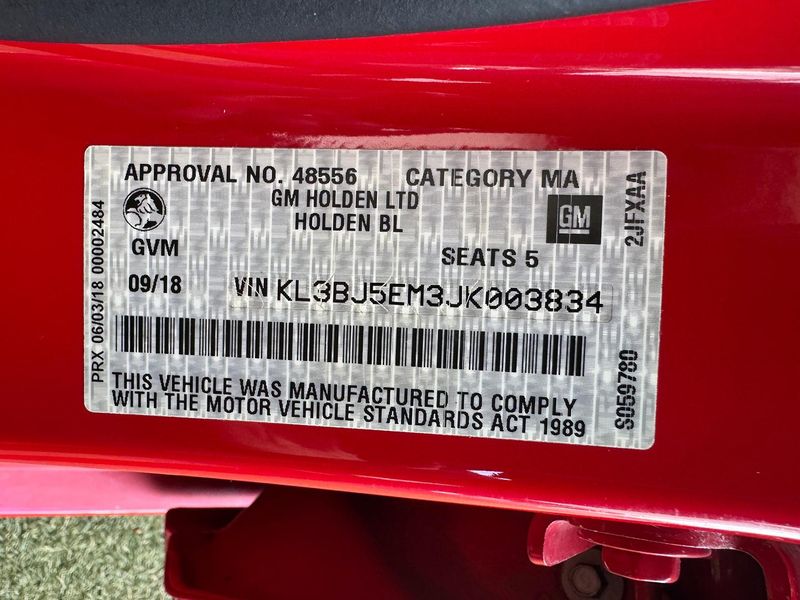 APPROVAL NO. 48556 CATEGORY MA
GM HOLDEN LTD
HOLDEN BL
GM
GVM
SEATS 5
09/18
VIN KL3BJ5EM3JK003834
THIS VEHICLE WAS MANUFACTURED TO COMPLY
WITH THE MOTOR VEHICLE STANDARDS ACT 1989
PRX 06/03/18 00002484
2JFXAA
S059780